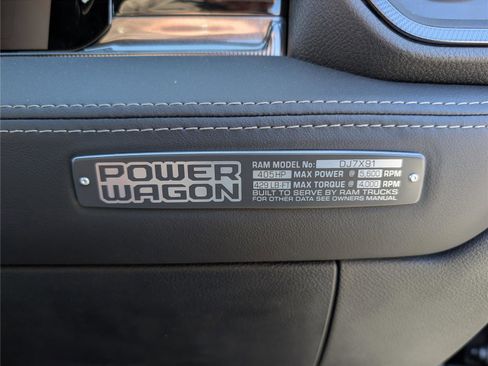 POWER
WAGON
RAM MODEL No: DJ7X91
405HP MAX POWER @ 5,600 RPM
429 LB-FT MAX TORQUE @ 4,000 RPM
BUILT TO SERVE BY RAM TRUCKS
FOR OTHER DATA SEE OWNERS MANUAL